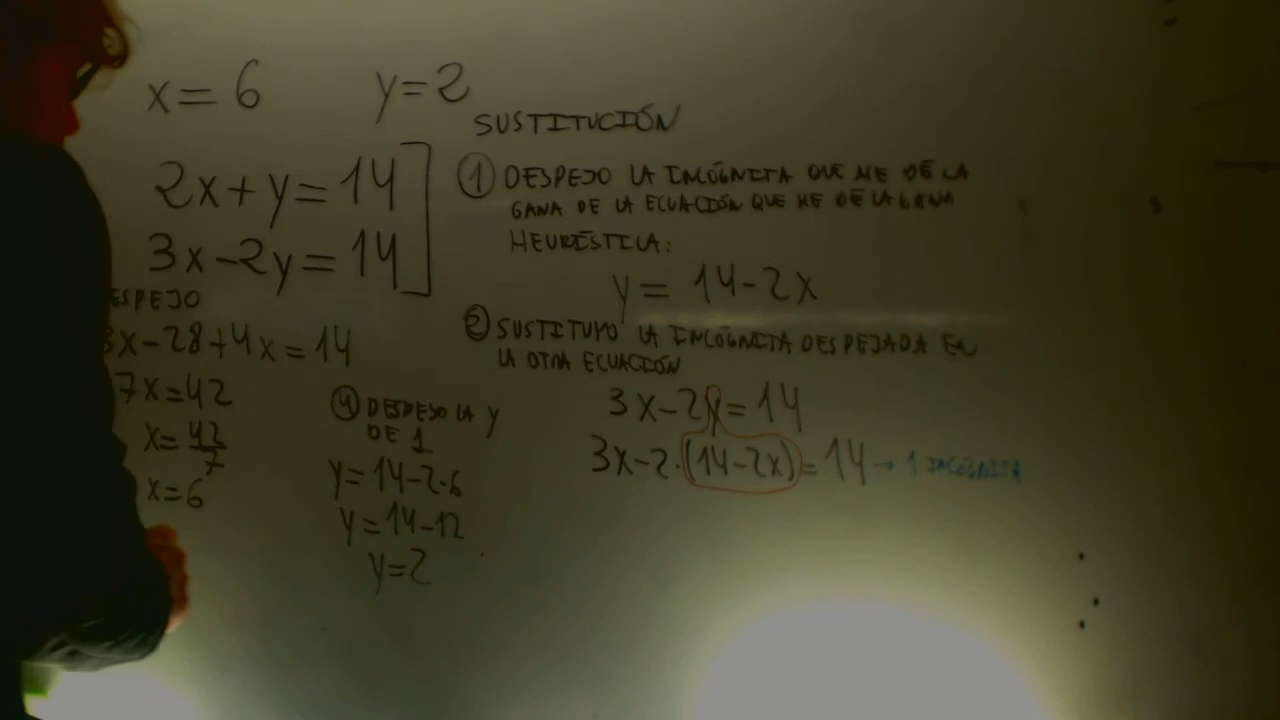 x = 6 y = 2
SUSTITUCIÓN
2x + y = 14
3x - 2y = 14
① DESPEJO LA INCÓGNITA QUE ME DÉ LA
GANA DE LA ECUACIÓN QUE ME DE LA GANA
HEURÍSTICA:
y = 14 - 2x
② SUSTITUYO LA INCÓGNITA DESPEJADA EN
LA OTRA ECUACIÓN
3x - 2y = 14
3x - 2·(14 - 2x) = 14 → 1 INCÓGNITA
ESPEJO
3x - 28 + 4x = 14
7x = 42
x = 42/7
x = 6
④ DESPEJO LA y
DE 1
y = 14 - 2·6
y = 14 - 12
y = 2